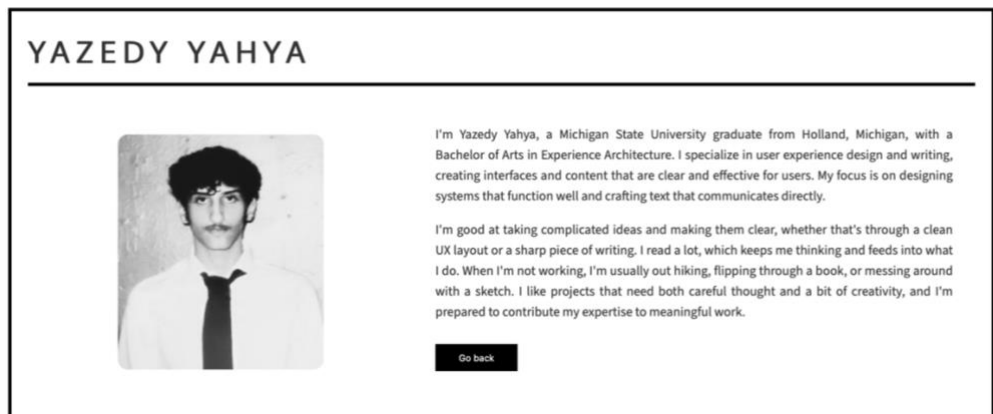 YAZEDY YAHYA
I'm Yazedy Yahya, a Michigan State University graduate from Holland, Michigan, with a
Bachelor of Arts in Experience Architecture. I specialize in user experience design and writing,
creating interfaces and content that are clear and effective for users. My focus is on designing
systems that function well and crafting text that communicates directly.
I'm good at taking complicated ideas and making them clear, whether that's through a clean
UX layout or a sharp piece of writing. I read a lot, which keeps me thinking and feeds into what
I do. When I'm not working, I'm usually out hiking, flipping through a book, or messing around
with a sketch. I like projects that need both careful thought and a bit of creativity, and I'm
prepared to contribute my expertise to meaningful work.
Go back